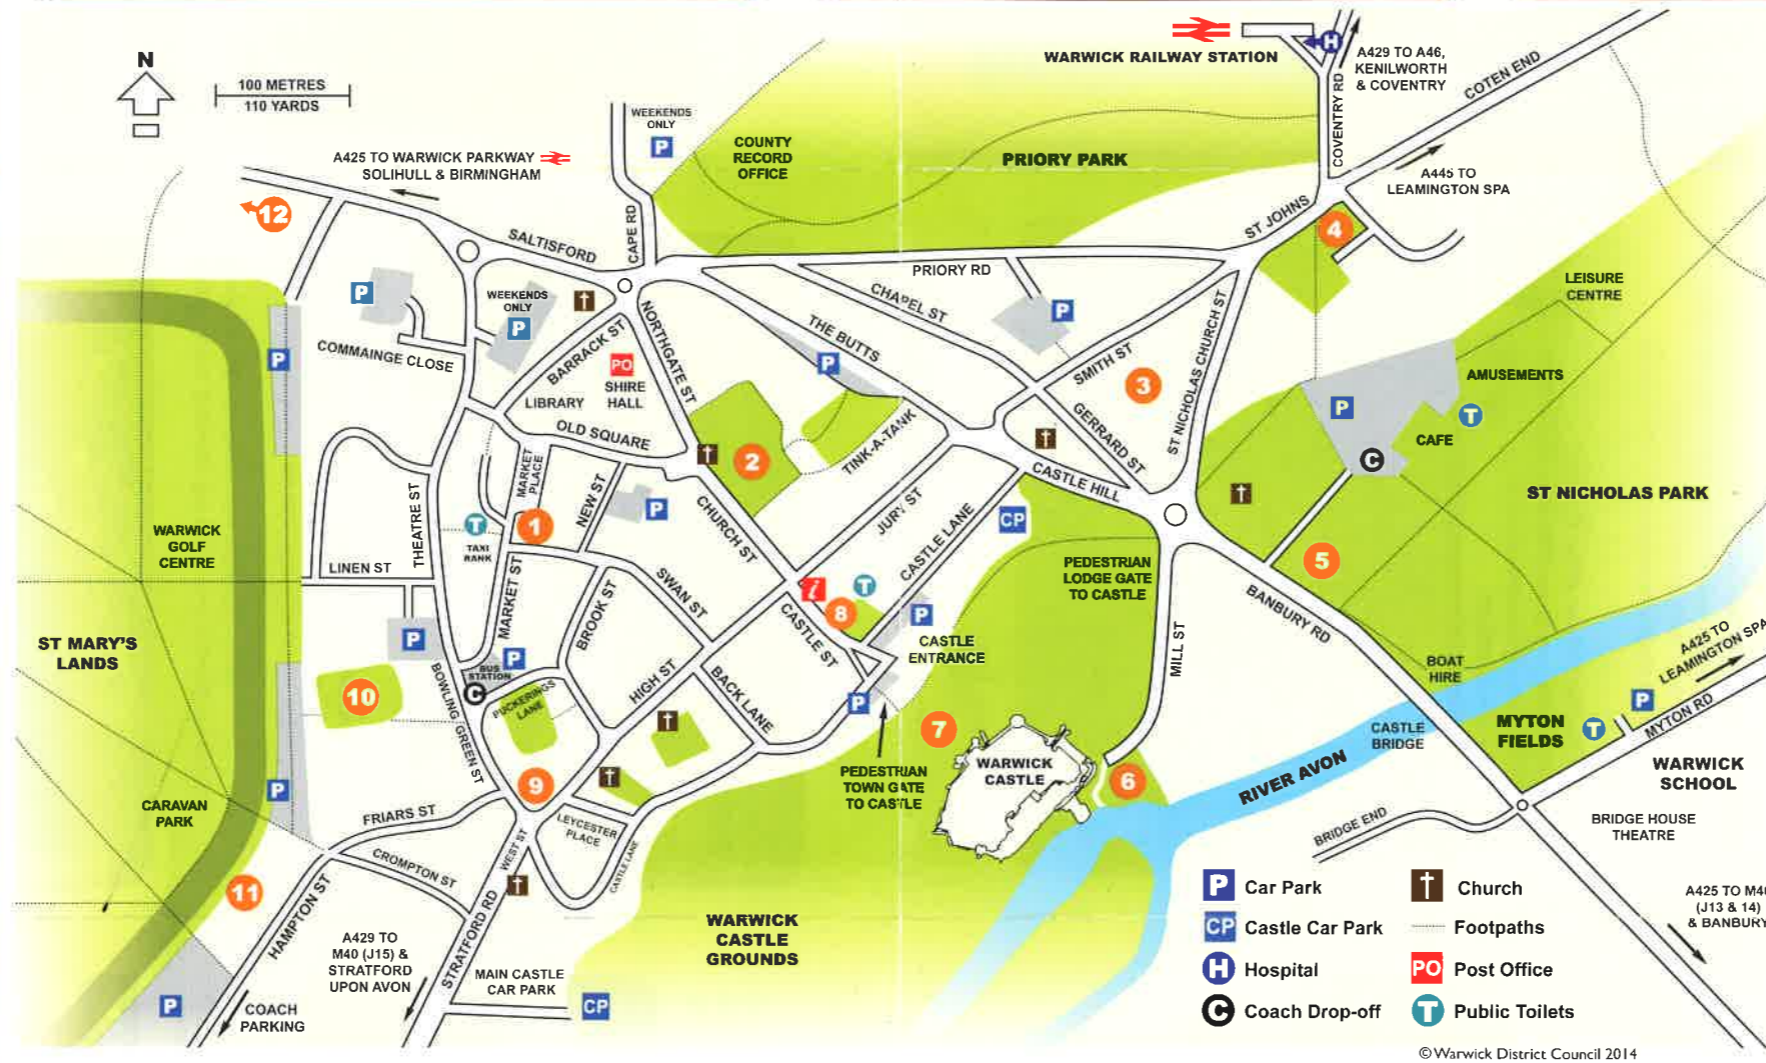 N
100 METRES
110 YARDS
A425 TO WARWICK PARKWAY
SOLIHULL & BIRMINGHAM
12
WEEKENDS
ONLY
P
COUNTY
RECORD
OFFICE
PRIORY PARK
WARWICK RAILWAY STATION
H
A429 TO A46,
KENILWORTH
& COVENTRY
COVENTRY RD
COTEN END
A445 TO
LEAMINGTON SPA
ST JOHNS
4
SALTISFORD
CAPE RD
PRIORY RD
CHAPEL ST
THE BUTTS
P
P
SMITH ST
3
ST NICHOLAS CHURCH ST
GERRARD ST
LEISURE
CENTRE
AMUSEMENTS
P
T
CAFE
C
ST NICHOLAS PARK
P
WEEKENDS
ONLY
P
P
COMMAINGE CLOSE
BARRACK ST
NORTHGATE ST
PO
SHIRE
HALL
LIBRARY
OLD SQUARE
2
TINK-A-TANK
CASTLE HILL
MARKET
PLACE
NEW ST
P
1
T
TAXI
RANK
THEATRE ST
LINEN ST
MARKET ST
CHURCH ST
JURY ST
CASTLE LANE
CP
PEDESTRIAN
LODGE GATE
TO CASTLE
5
BANBURY RD
MILL ST
WARWICK
GOLF
CENTRE
ST MARY'S
LANDS
SWAN ST
BROOK ST
i
T
8
P
CASTLE
ENTRANCE
CASTLE ST
P
BUS
STATION
P
C
PUCKERINGS
LANE
BOWLING GREEN ST
10
HIGH ST
BACK LANE
P
7
PEDESTRIAN
TOWN GATE
TO CASTLE
WARWICK
CASTLE
6
RIVER AVON
CASTLE
BRIDGE
BOAT
HIRE
A425 TO
LEAMINGTON SPA
P
T
MYTON
FIELDS
MYTON RD
WARWICK
SCHOOL
BRIDGE HOUSE
THEATRE
BRIDGE END
A425 TO M40
(J13 & 14)
& BANBURY
CARAVAN
PARK
P
9
FRIARS ST
CROMPTON ST
WEST ST
LEYCESTER
PLACE
CASTLE LANE
11
HAMPTON ST
P
COACH
PARKING
A429 TO
M40 (J15) &
STRATFORD
UPON AVON
STRATFORD RD
MAIN CASTLE
CAR PARK
CP
WARWICK
CASTLE
GROUNDS
P Car Park
CP Castle Car Park
H Hospital
C Coach Drop-off
Church
Footpaths
PO Post Office
T Public Toilets
© Warwick District Council 2014